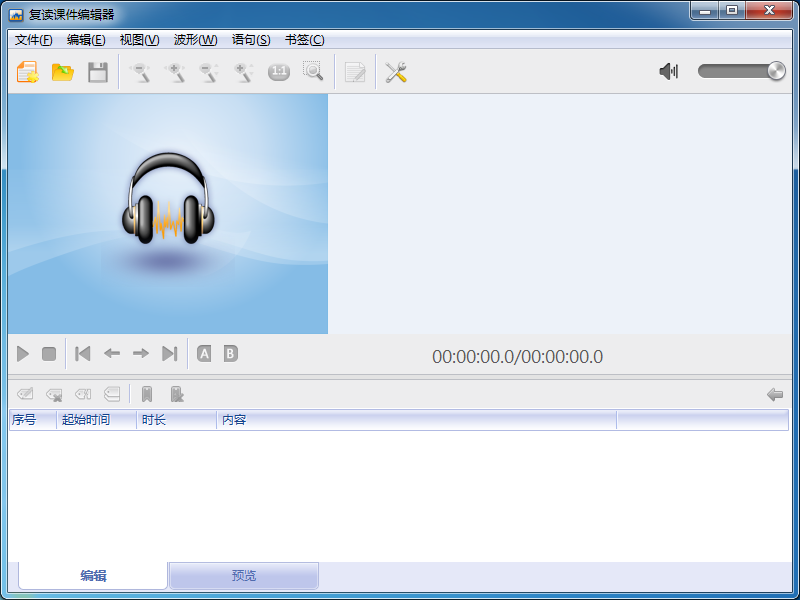 复读课件编辑器
文件(F) 编辑(E) 视图(V) 波形(W) 语句(S) 书签(C)
1:1
A B
00:00:00.0/00:00:00.0
序号 起始时间 时长 内容
编辑 预览